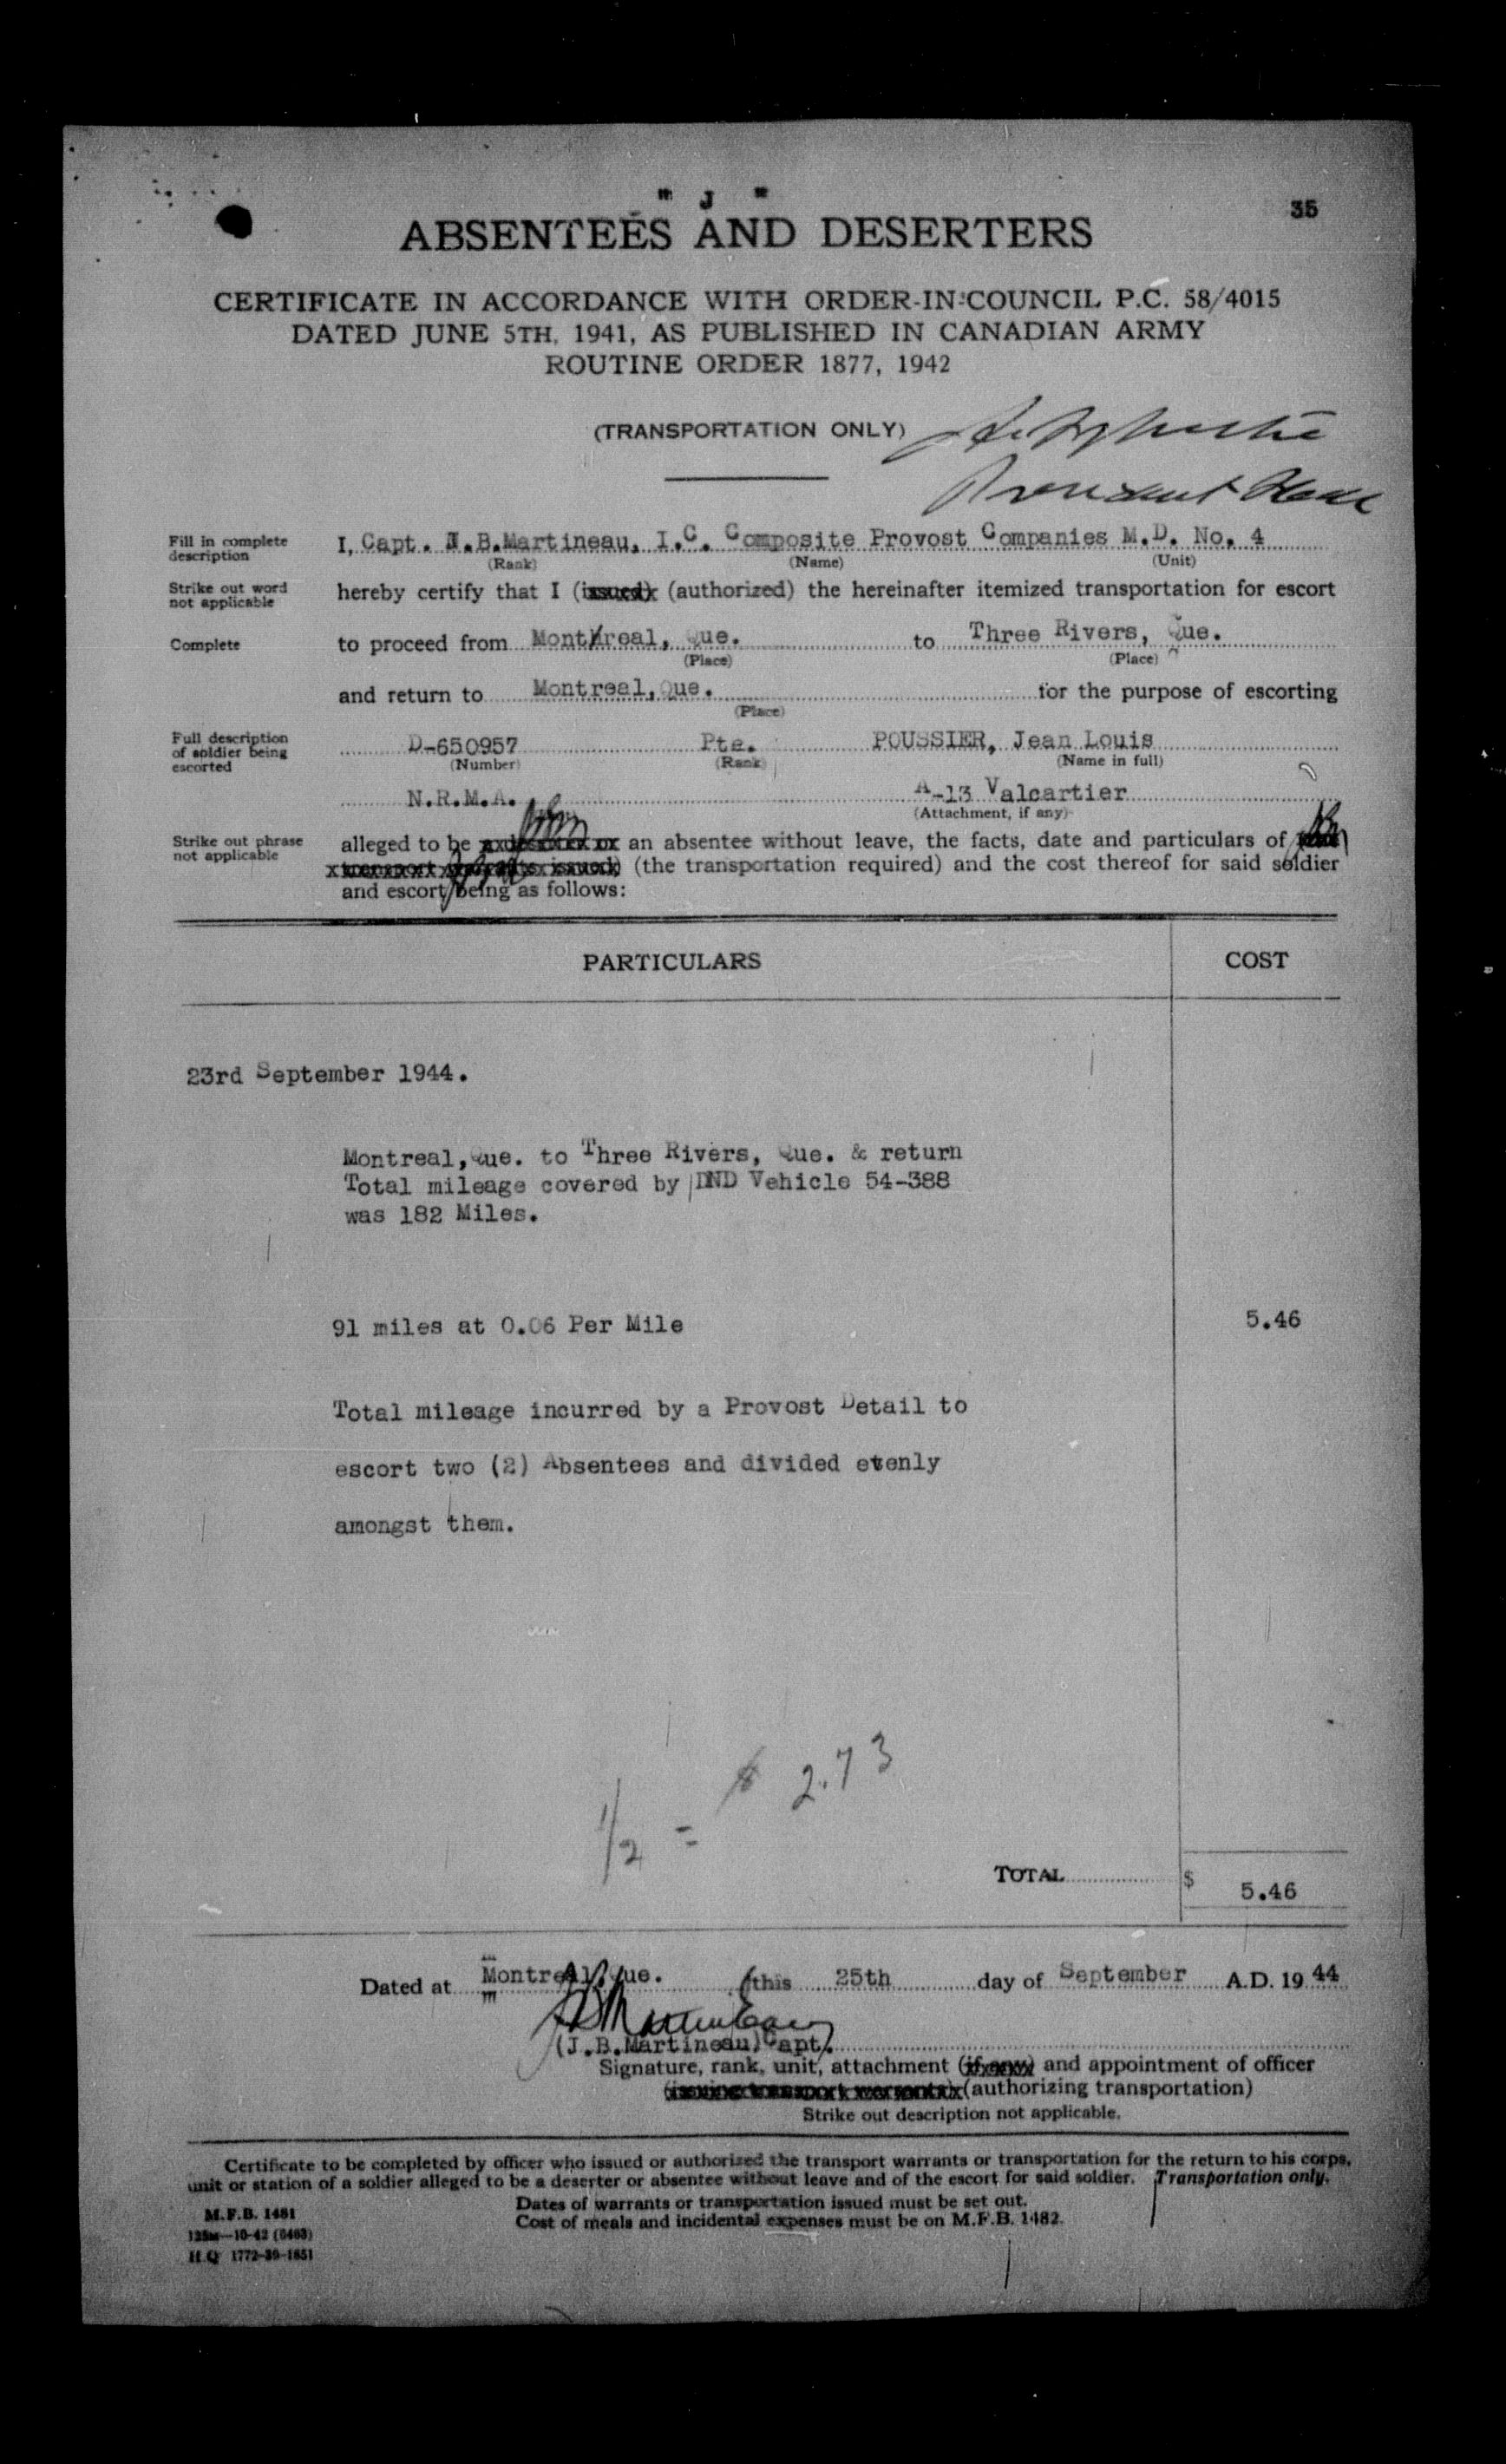 " J "
35
ABSENTEES AND DESERTERS
CERTIFICATE IN ACCORDANCE WITH ORDER-IN-COUNCIL P.C. 58/4015
DATED JUNE 5TH, 1941, AS PUBLISHED IN CANADIAN ARMY
ROUTINE ORDER 1877, 1942
(TRANSPORTATION ONLY)
Fill in complete description
I, Capt. J.B.Martineau, I.C. Composite Provost Companies M.D. No. 4
(Rank) (Name) (Unit)
Strike out word not applicable
hereby certify that I (issued) (authorized) the hereinafter itemized transportation for escort
Complete
to proceed from Montreal, Que. to Three Rivers, Que.
(Place) (Place)
and return to Montreal, Que. for the purpose of escorting
(Place)
Full description of soldier being escorted
D-650957 Pte. POUSSIER, Jean Louis
(Number) (Rank) (Name in full)
N.R.M.A. A-13 Valcartier
(Attachment, if any)
Strike out phrase not applicable
alleged to be an absentee without leave, the facts, date and particulars of
(the transportation required) and the cost thereof for said soldier
and escort being as follows:
PARTICULARS COST
23rd September 1944.
Montreal, Que. to Three Rivers, Que. & return
Total mileage covered by DND Vehicle 54-388
was 182 Miles.
91 miles at 0.06 Per Mile 5.46
Total mileage incurred by a Provost Detail to
escort two (2) Absentees and divided evenly
amongst them.
1/2 = $ 2.73
TOTAL $ 5.46
Dated at Montreal, Que. this 25th day of September A.D. 19 44
(J.B.Martineau) Capt.
Signature, rank, unit, attachment (if any) and appointment of officer
(issuing transport warrants) (authorizing transportation)
Strike out description not applicable.
Certificate to be completed by officer who issued or authorized the transport warrants or transportation for the return to his corps,
unit or station of a soldier alleged to be a deserter or absentee without leave and of the escort for said soldier. Transportation only.
Dates of warrants or transportation issued must be set out.
Cost of meals and incidental expenses must be on M.F.B. 1482.
M.F.B. 1481
125M—10-42 (6463)
H.Q. 1772-39-1651